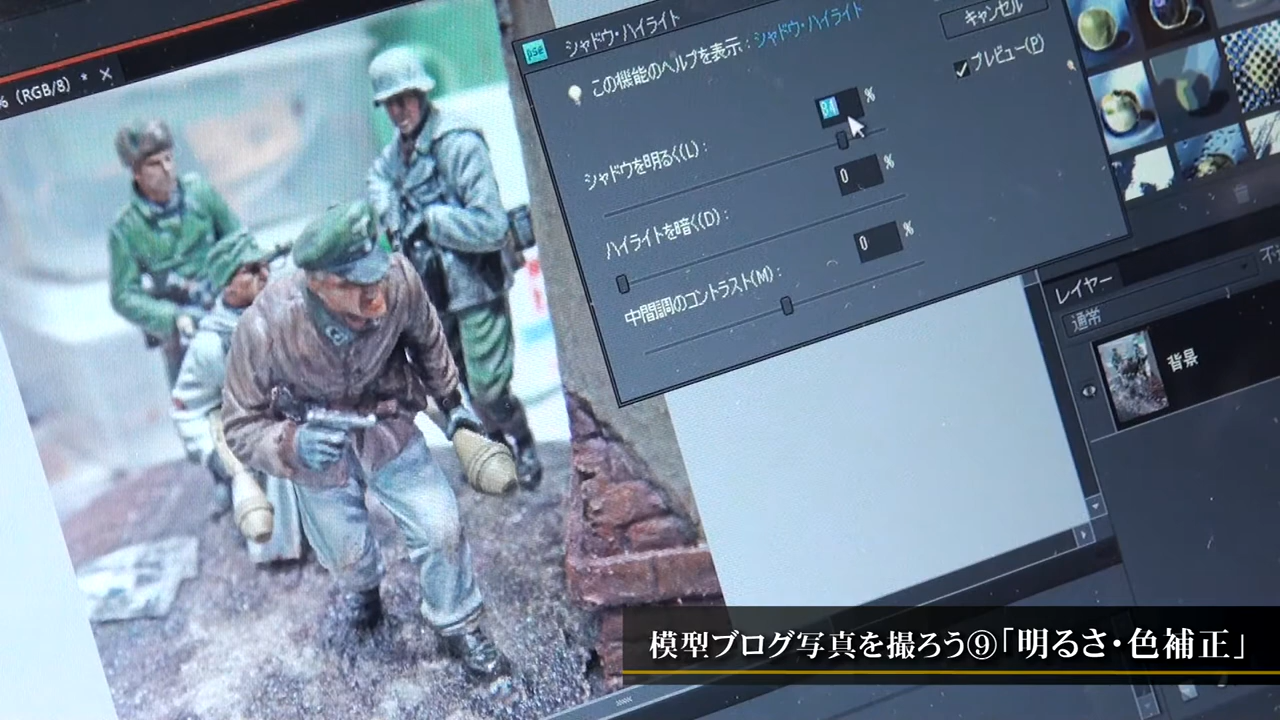 % (RGB/8) * ×
pse シャドウ・ハイライト
キャンセル
この機能のヘルプを表示: シャドウ・ハイライト
プレビュー(P)
シャドウを明るく(L):
84 %
ハイライトを暗く(D):
0 %
中間調のコントラスト(M):
0 %
レイヤー
通常
背景
模型ブログ写真を撮ろう⑨「明るさ・色補正」